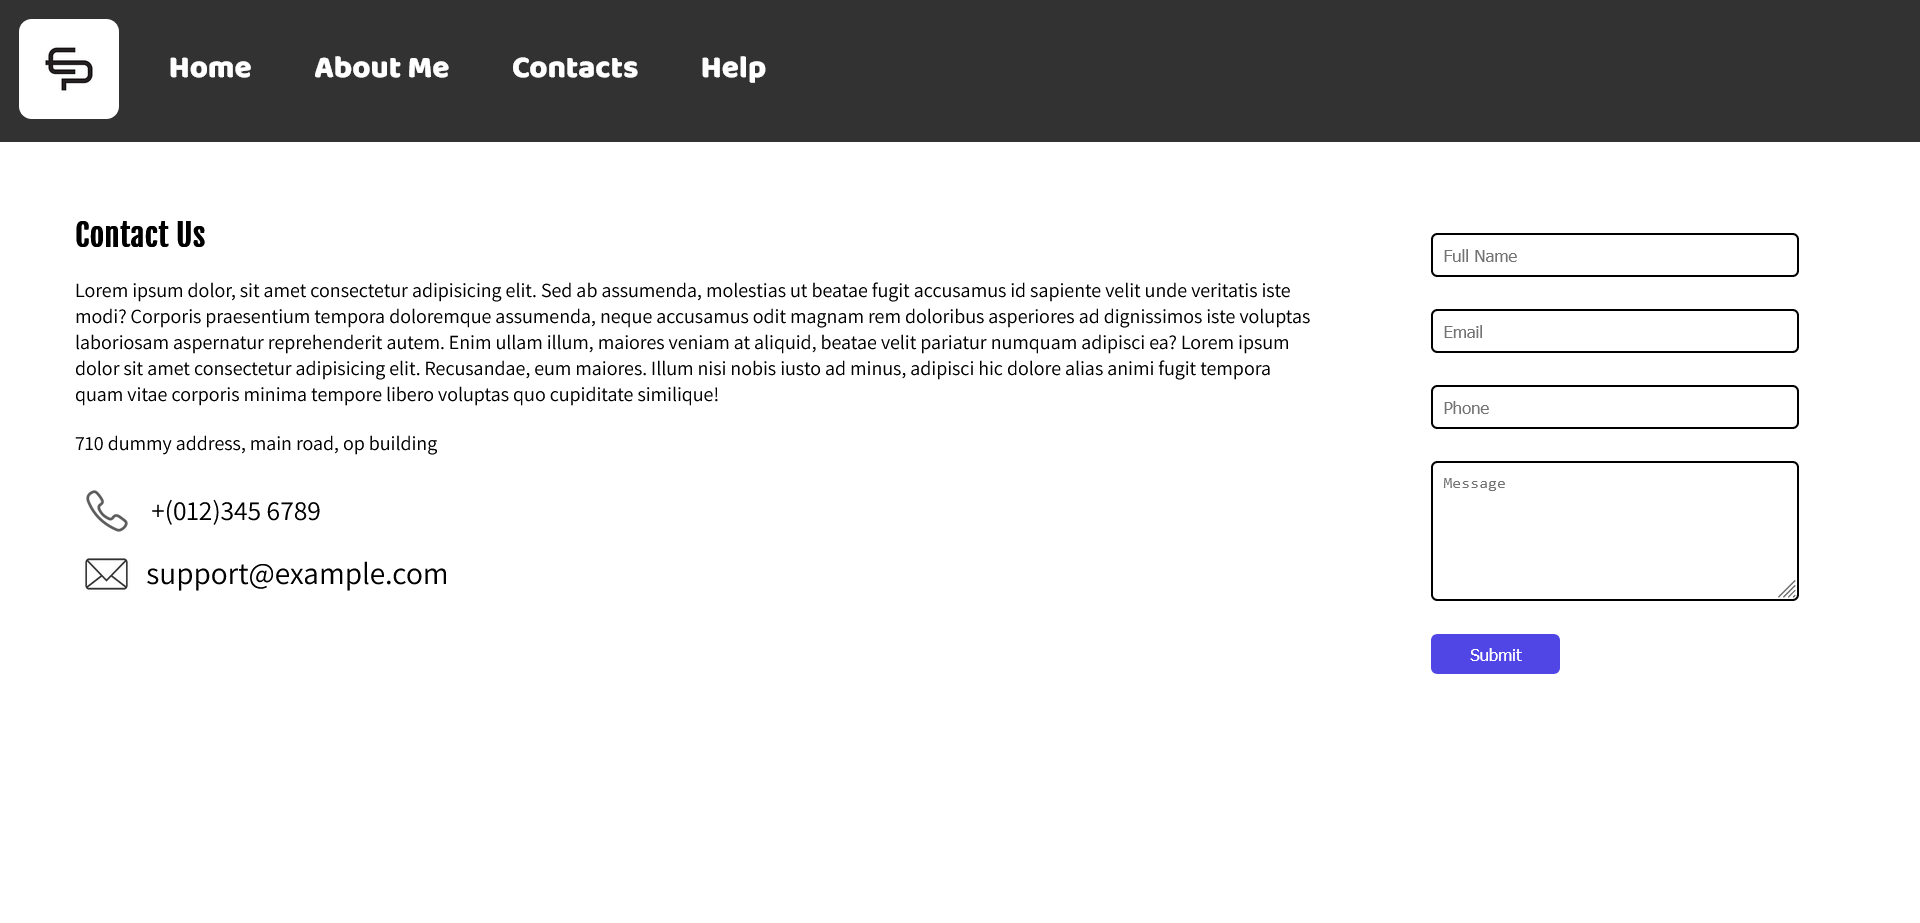 Home About Me Contacts Help
Contact Us
Lorem ipsum dolor, sit amet consectetur adipisicing elit. Sed ab assumenda, molestias ut beatae fugit accusamus id sapiente velit unde veritatis iste
modi? Corporis praesentium tempora doloremque assumenda, neque accusamus odit magnam rem doloribus asperiores ad dignissimos iste voluptas
laboriosam aspernatur reprehenderit autem. Enim ullam illum, maiores veniam at aliquid, beatae velit pariatur numquam adipisci ea? Lorem ipsum
dolor sit amet consectetur adipisicing elit. Recusandae, eum maiores. Illum nisi nobis iusto ad minus, adipisci hic dolore alias animi fugit tempora
quam vitae corporis minima tempore libero voluptas quo cupiditate similique!
710 dummy address, main road, op building
+(012)345 6789
support@example.com
Full Name
Email
Phone
Message
Submit